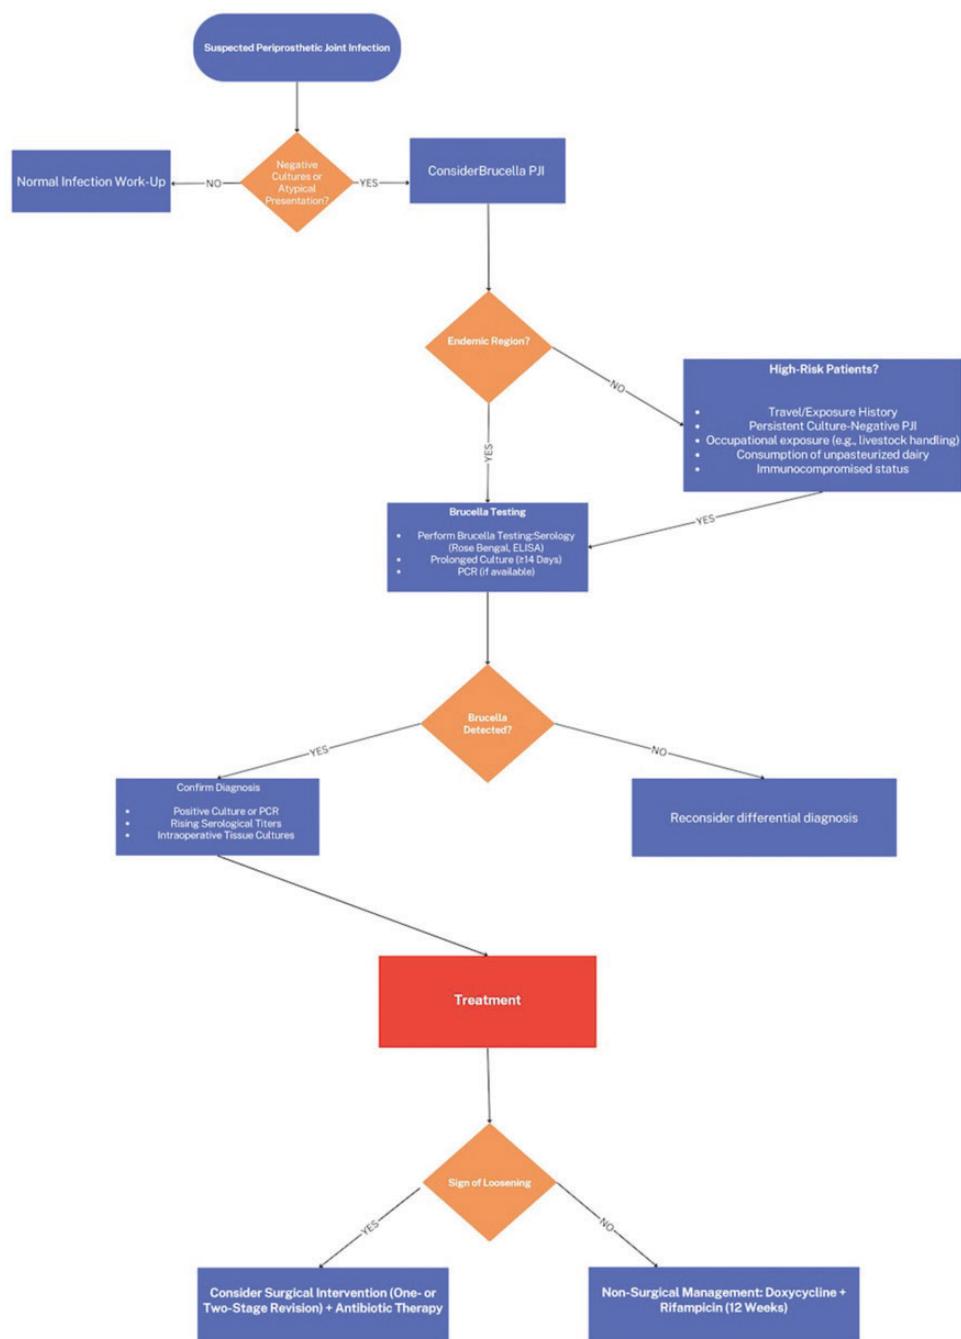 Suspected Periprosthetic Joint Infection
Negative
Cultures or
Atypical
Presentation?
NO
YES
Normal Infection Work-Up
ConsiderBrucella PJI
Endemic Region?
NO
YES
High-Risk Patients?
• Travel/Exposure History
• Persistent Culture-Negative PJI
• Occupational exposure (e.g., livestock handling)
• Consumption of unpasteurized dairy
• Immunocompromised status
YES
Brucella Testing
• Perform Brucella Testing:Serology
(Rose Bengal, ELISA)
• Prolonged Culture (≥14 Days)
• PCR (if available)
Brucella
Detected?
YES
NO
Confirm Diagnosis
• Positive Culture or PCR
• Rising Serological Titers
• Intraoperative Tissue Cultures
Reconsider differential diagnosis
Treatment
Sign of Loosening
YES
NO
Consider Surgical Intervention (One- or
Two-Stage Revision) + Antibiotic Therapy
Non-Surgical Management: Doxycycline +
Rifampicin (12 Weeks)